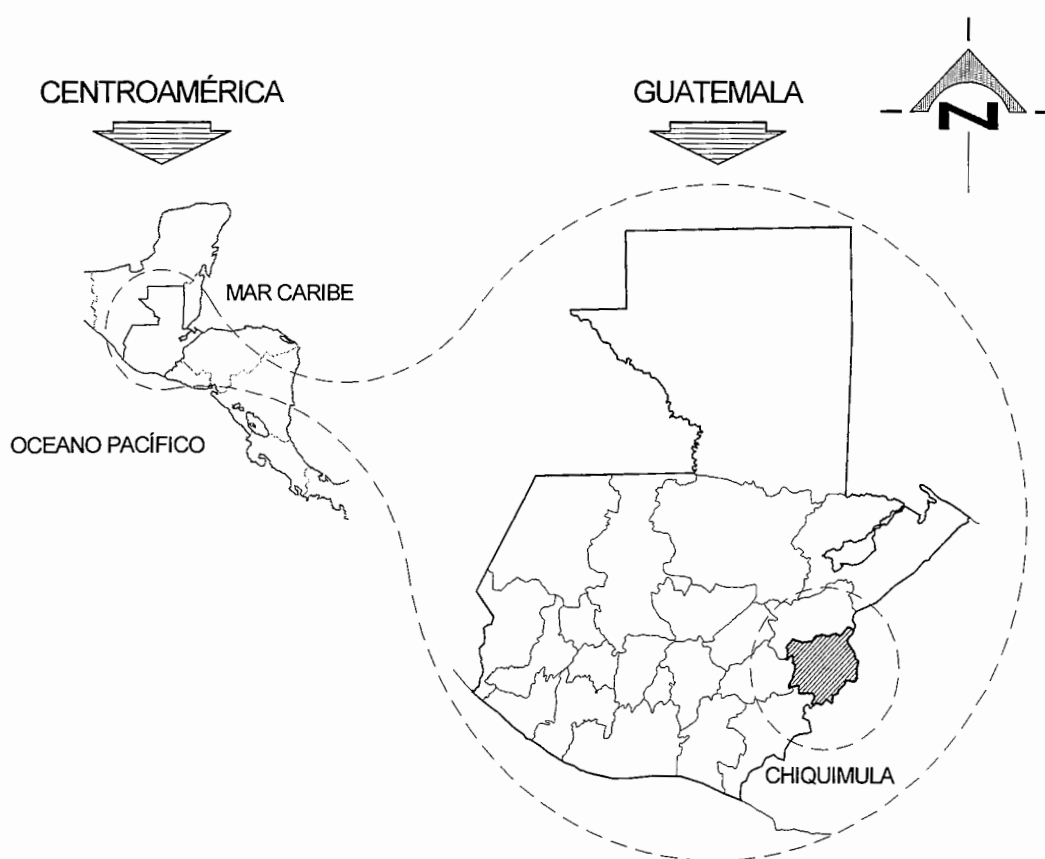 CENTROAMÉRICA
GUATEMALA
N
MAR CARIBE
OCEANO PACÍFICO
CHIQUIMULA